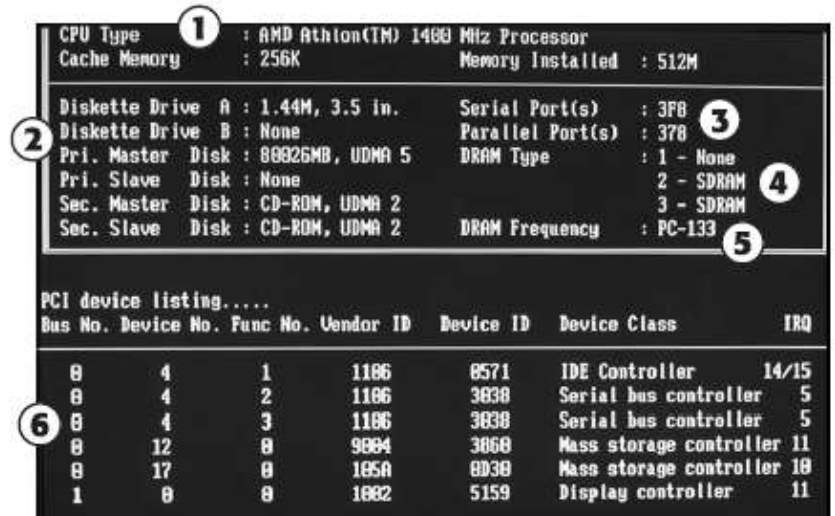 CPU Type 1 : AMD Athlon(TM) 1400 MHz Processor
Cache Memory : 256K Memory Installed : 512M
Diskette Drive A : 1.44M, 3.5 in. Serial Port(s) : 3F8 3
2 Diskette Drive B : None Parallel Port(s) : 378
Pri. Master Disk : 80026MB, UDMA 5 DRAM Type : 1 - None
Pri. Slave Disk : None 2 - SDRAM 4
Sec. Master Disk : CD-ROM, UDMA 2 3 - SDRAM
Sec. Slave Disk : CD-ROM, UDMA 2 DRAM Frequency : PC-133 5
PCI device listing.....
Bus No. Device No. Func No. Vendor ID Device ID Device Class IRQ
0 4 1 1106 0571 IDE Controller 14/15
0 4 2 1106 3038 Serial bus controller 5
6 0 4 3 1106 3038 Serial bus controller 5
0 12 0 9004 3860 Mass storage controller 11
0 17 0 105A 0D30 Mass storage controller 10
1 0 0 1002 5159 Display controller 11